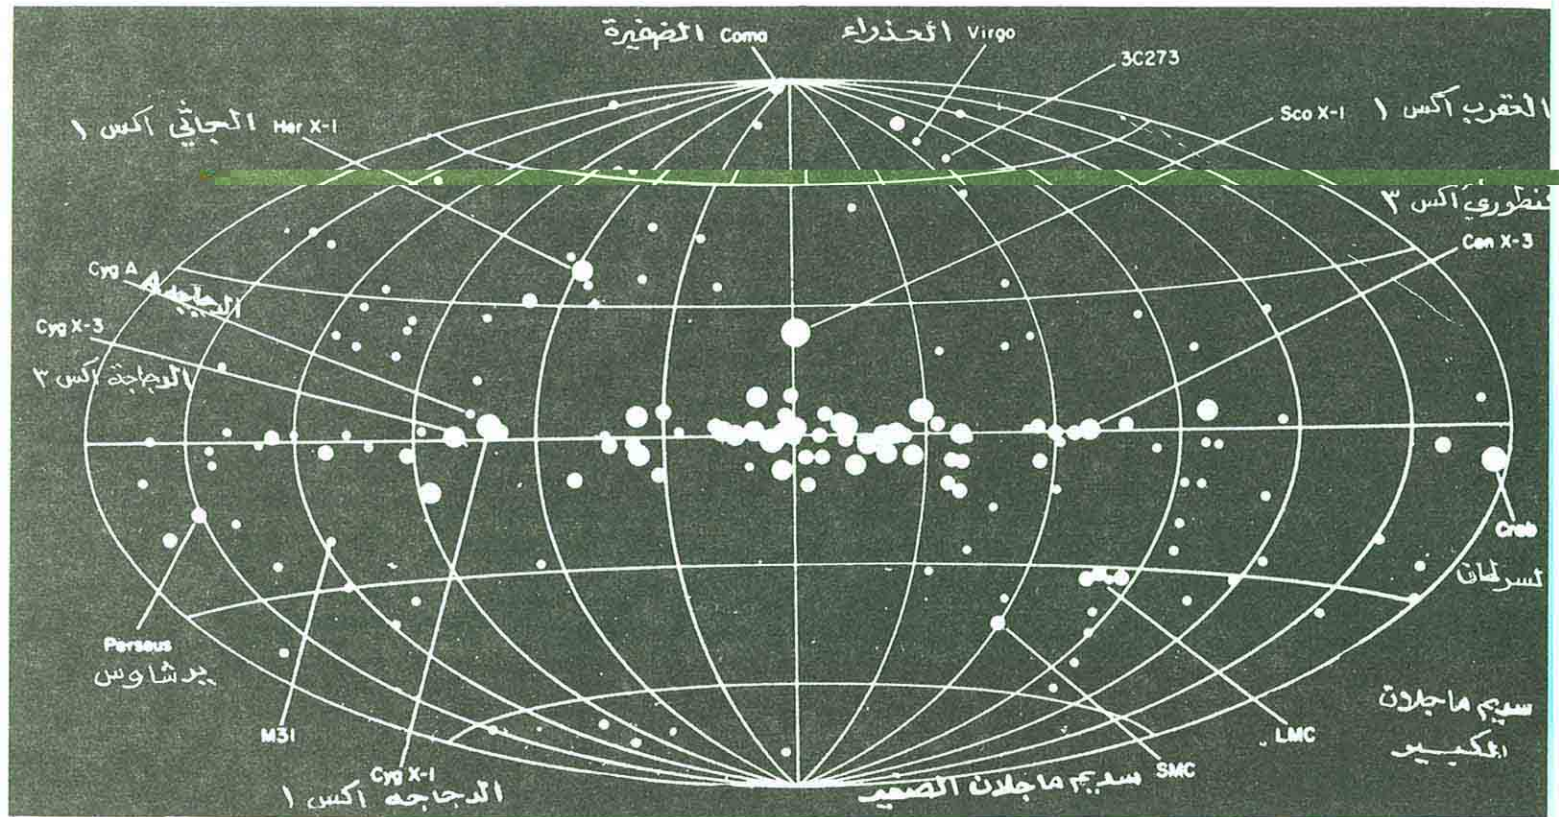 الضفيرة Coma
العذراء Virgo
3C273
الجاثي اكس ١ Her X-1
Sco X-1 العقرب اكس ١
قنطوري اكس ٣
Cen X-3
Cyg A
الدجاجه A
Cyg X-3
الدجاجة اكس ٣
Crab
السرطان
Perseus
برشاوس
M31
Cyg X-1
الدجاجه اكس ١
سديم ماجلان الصغير SMC
LMC
سديم ماجلان
الكبير